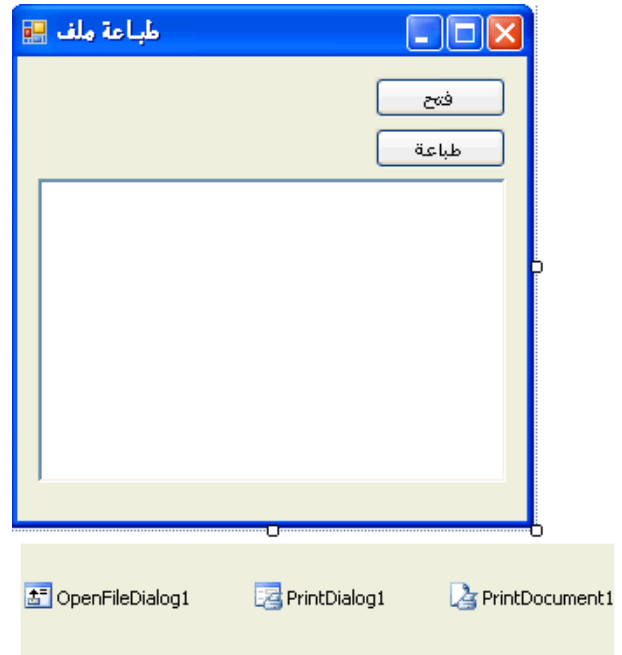 طباعة ملف
فتح
طباعة
OpenFileDialog1
PrintDialog1
PrintDocument1